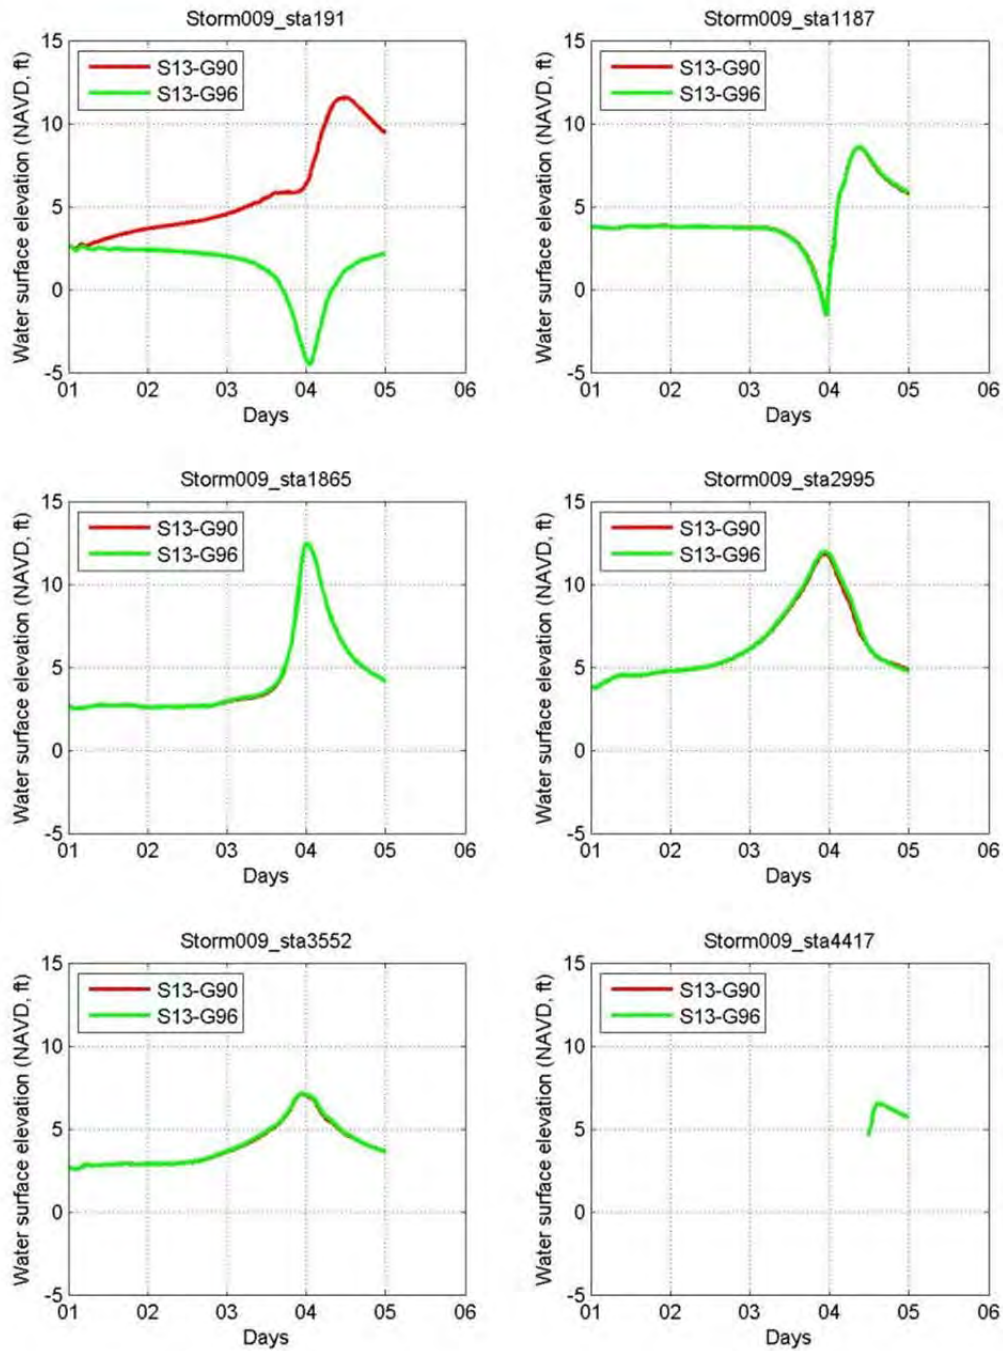 Storm009_sta191
Water surface elevation (NAVD, ft)
15
10
5
0
-5
S13-G90
S13-G96
01 02 03 04 05 06
Days
Storm009_sta1187
Water surface elevation (NAVD, ft)
15
10
5
0
-5
S13-G90
S13-G96
01 02 03 04 05 06
Days
Storm009_sta1865
Water surface elevation (NAVD, ft)
15
10
5
0
-5
S13-G90
S13-G96
01 02 03 04 05 06
Days
Storm009_sta2995
Water surface elevation (NAVD, ft)
15
10
5
0
-5
S13-G90
S13-G96
01 02 03 04 05 06
Days
Storm009_sta3552
Water surface elevation (NAVD, ft)
15
10
5
0
-5
S13-G90
S13-G96
01 02 03 04 05 06
Days
Storm009_sta4417
Water surface elevation (NAVD, ft)
15
10
5
0
-5
S13-G90
S13-G96
01 02 03 04 05 06
Days